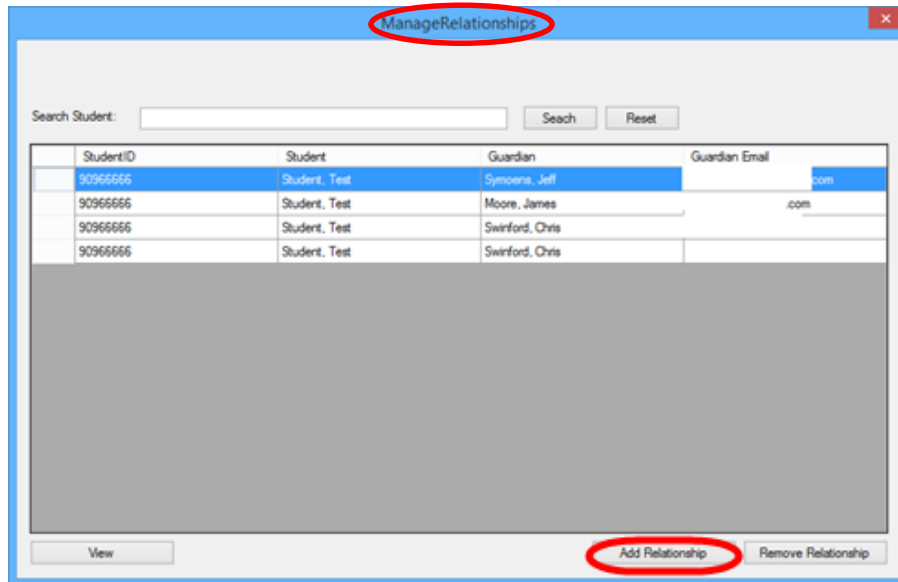 ManageRelationships
Search Student: Seach Reset
StudentID Student Guardian Guardian Email
90966666 Student, Test Symoens, Jeff com
90966666 Student, Test Moore, James .com
90966666 Student, Test Swinford, Chris
90966666 Student, Test Swinford, Chris
View Add Relationship Remove Relationship